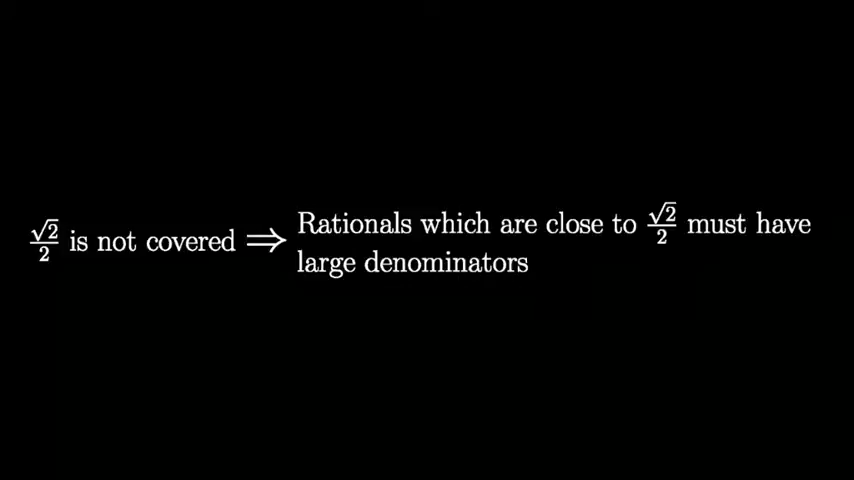 √2/2 is not covered ⇒ Rationals which are close to √2/2 must have
large denominators